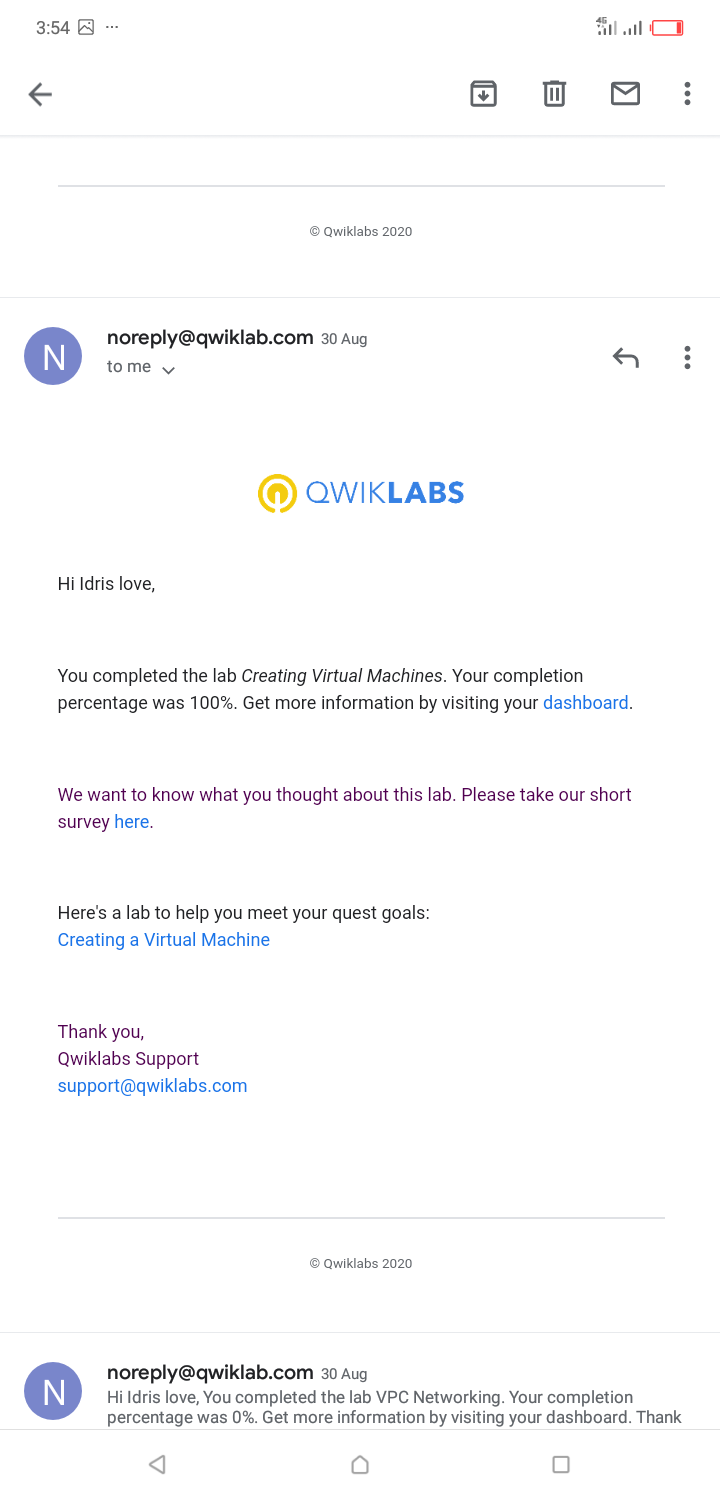 3:54
4G
© Qwiklabs 2020
N
noreply@qwiklab.com 30 Aug
to me
QWIKLABS
Hi Idris love,
You completed the lab Creating Virtual Machines. Your completion
percentage was 100%. Get more information by visiting your dashboard.
We want to know what you thought about this lab. Please take our short
survey here.
Here's a lab to help you meet your quest goals:
Creating a Virtual Machine
Thank you,
Qwiklabs Support
support@qwiklabs.com
© Qwiklabs 2020
N
noreply@qwiklab.com 30 Aug
Hi Idris love, You completed the lab VPC Networking. Your completion
percentage was 0%. Get more information by visiting your dashboard. Thank